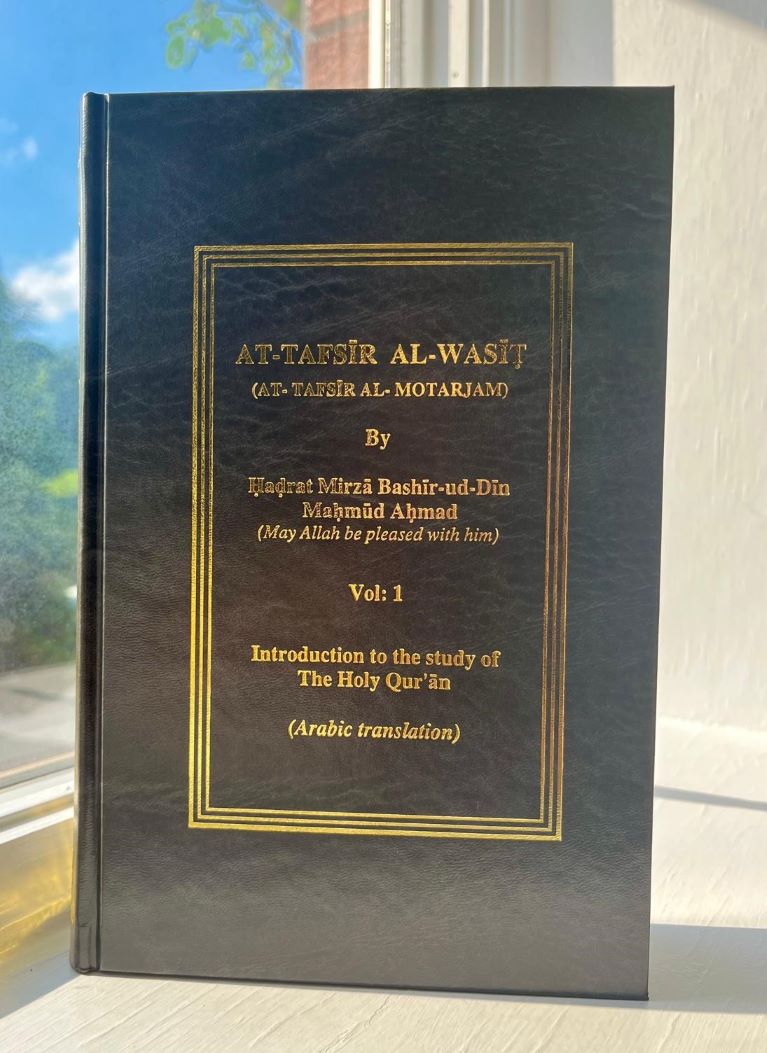 AT-TAFSĪR AL-WASĪṬ
(AT- TAFSĪR AL- MOTARJAM)
By
Ḥaḍrat Mirzā Bashīr-ud-Dīn
Maḥmūd Aḥmad
(May Allah be pleased with him)
Vol: 1
Introduction to the study of
The Holy Qur'ān
(Arabic translation)